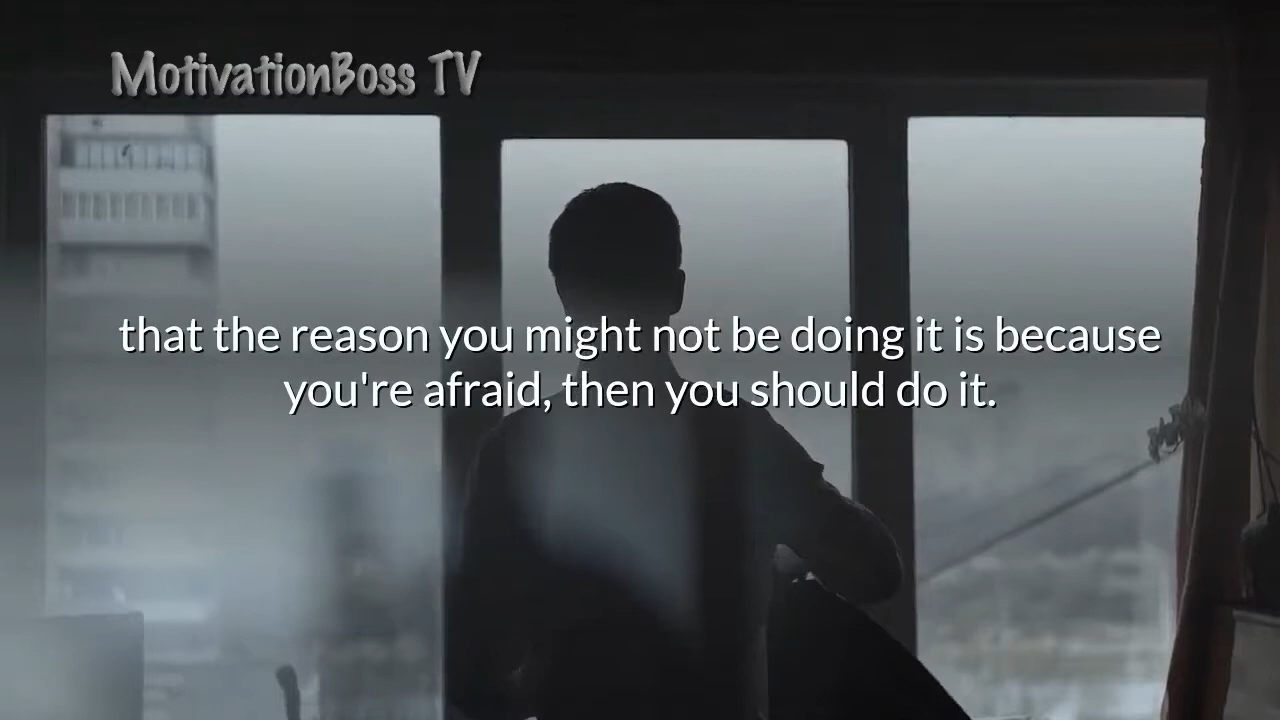 MotivationBoss TV
that the reason you might not be doing it is because
you're afraid, then you should do it.